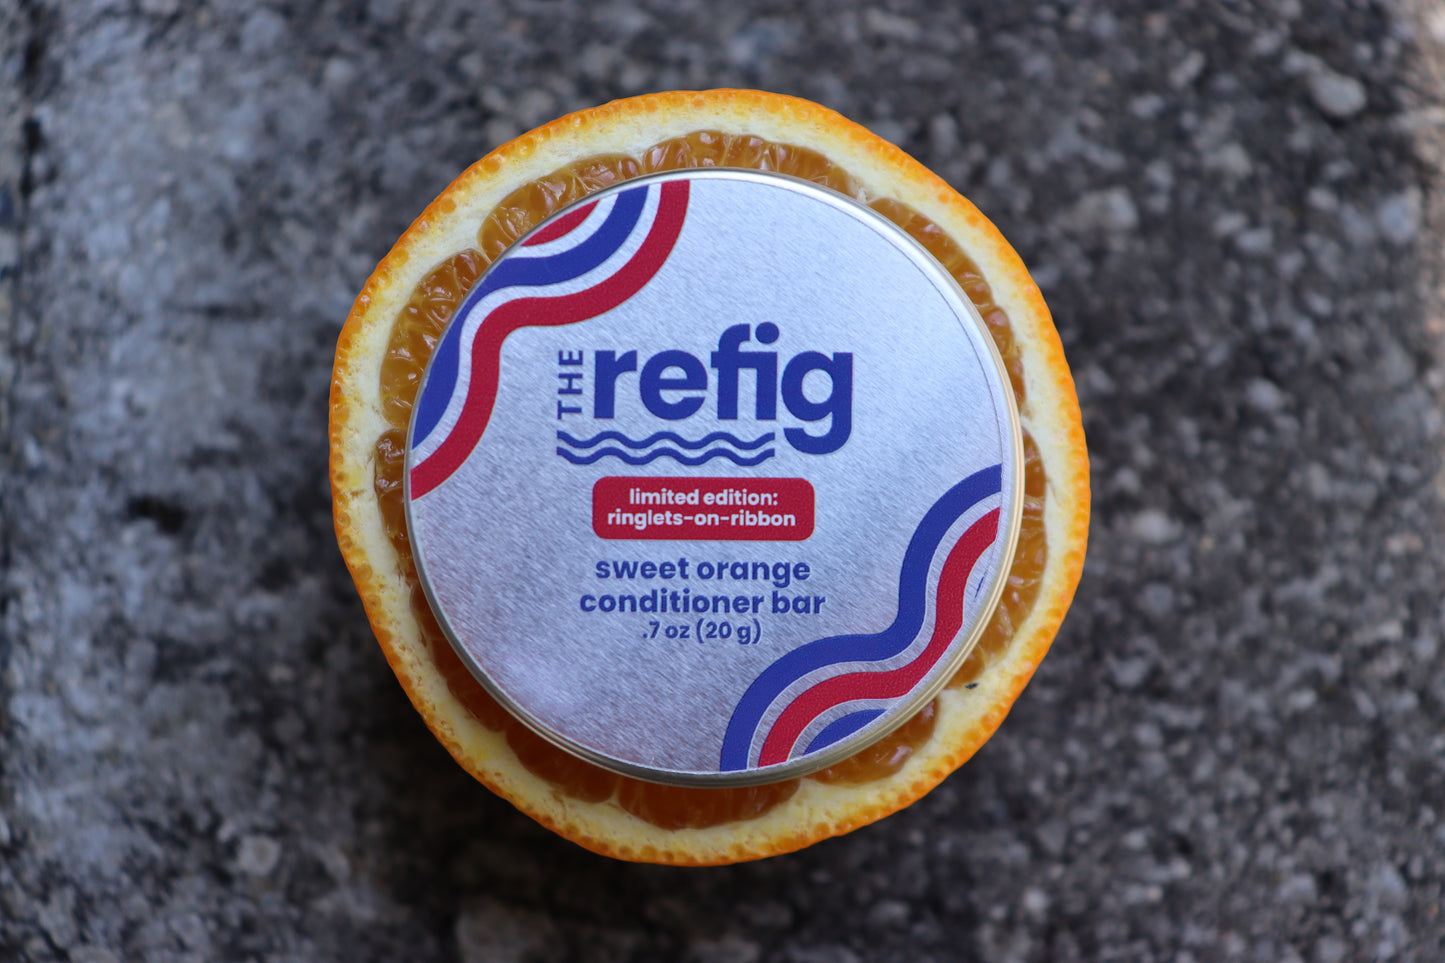 THE refig
limited edition:
ringlets-on-ribbon
sweet orange
conditioner bar
.7 oz (20 g)